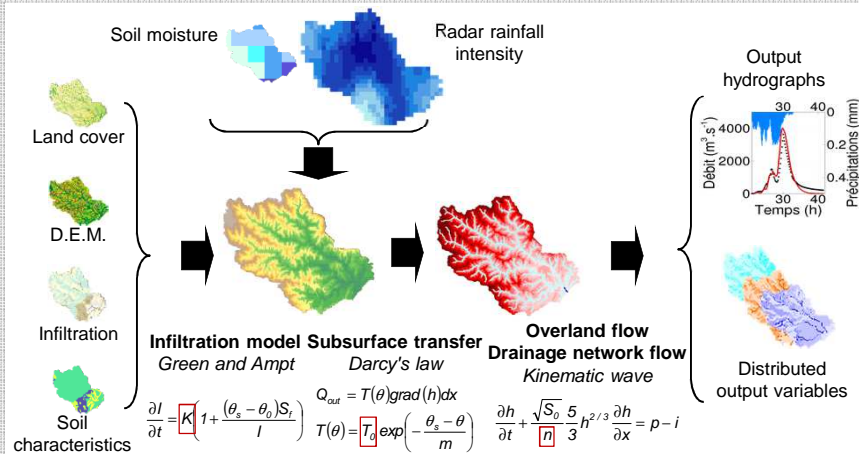 Soil moisture
Radar rainfall
intensity
Land cover
D.E.M.
Infiltration
Soil
characteristics
Infiltration model
Green and Ampt
∂I/∂t = K(1 + (θs − θ0)Sf / I)
Subsurface transfer
Darcy's law
Qout = T(θ)grad(h)dx
T(θ) = T0 exp(− (θs − θ) / m)
Overland flow
Drainage network flow
Kinematic wave
∂h/∂t + √S0/n 5/3 h^2/3 ∂h/∂x = p − i
Output
hydrographs
30 40
4000
2000
0
0
0.2
0.4
Débit (m³.s⁻¹)
Précipitations (mm)
30 40
Temps (h)
Distributed
output variables